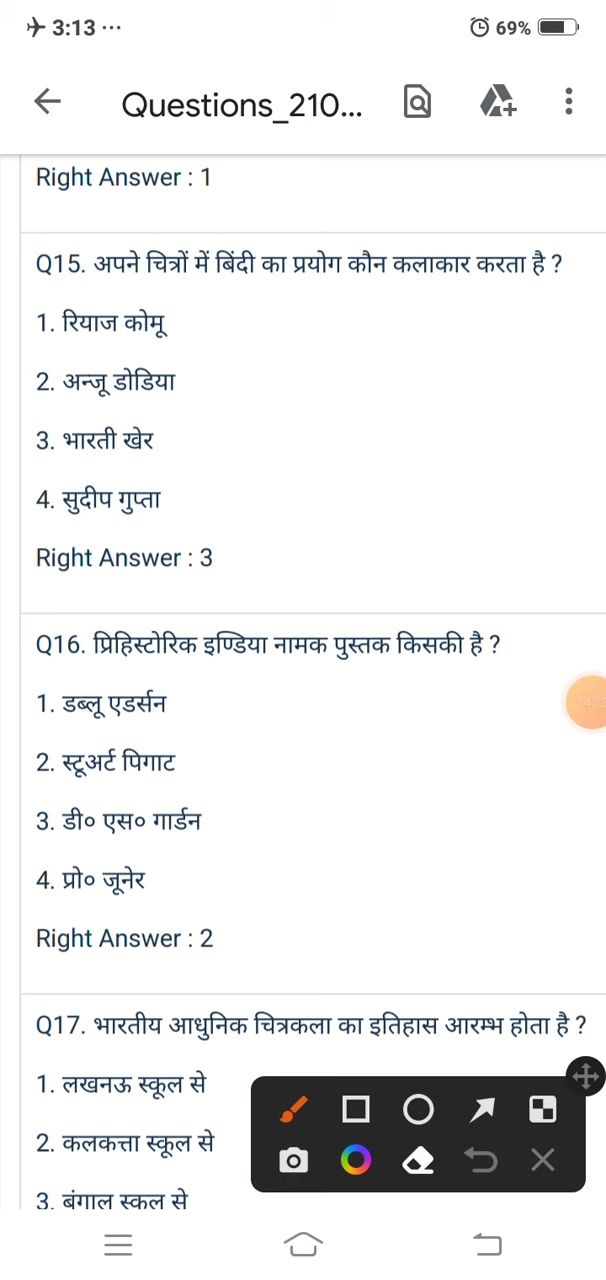 3:13 ...
69%
Questions_210...
Right Answer : 1
Q15. अपने चित्रों में बिंदी का प्रयोग कौन कलाकार करता है ?
1. रियाज कोमू
2. अन्जू डोडिया
3. भारती खेर
4. सुदीप गुप्ता
Right Answer : 3
Q16. प्रिहिस्टोरिक इण्डिया नामक पुस्तक किसकी है ?
1. डब्लू एडर्सन
2. स्टूअर्ट पिगाट
3. डी० एस० गार्डन
4. प्रो० जूनेर
Right Answer : 2
Q17. भारतीय आधुनिक चित्रकला का इतिहास आरम्भ होता है ?
1. लखनऊ स्कूल से
2. कलकत्ता स्कूल से
3. बंगाल स्कूल से